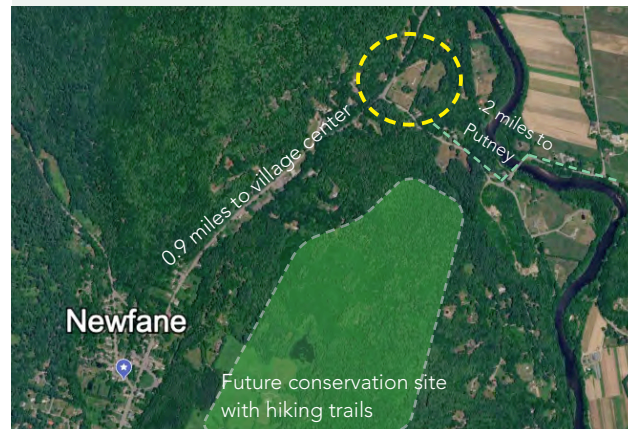 .2 miles to
Putney
0.9 miles to village center
Newfane
Future conservation site
with hiking trails